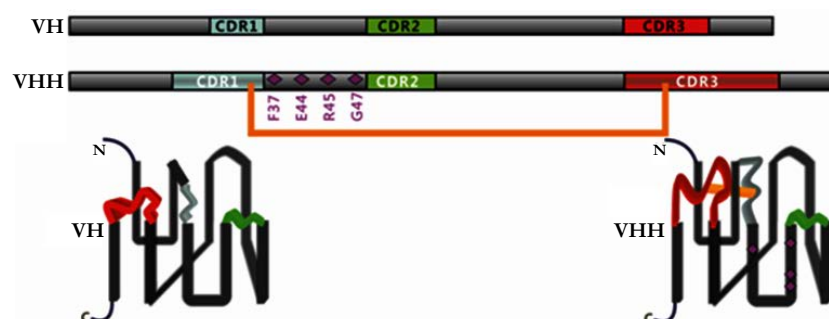 VH CDR1 CDR2 CDR3
VHH CDR1 CDR2 CDR3
F37 E44 R45 G47
N N
VH VHH
C